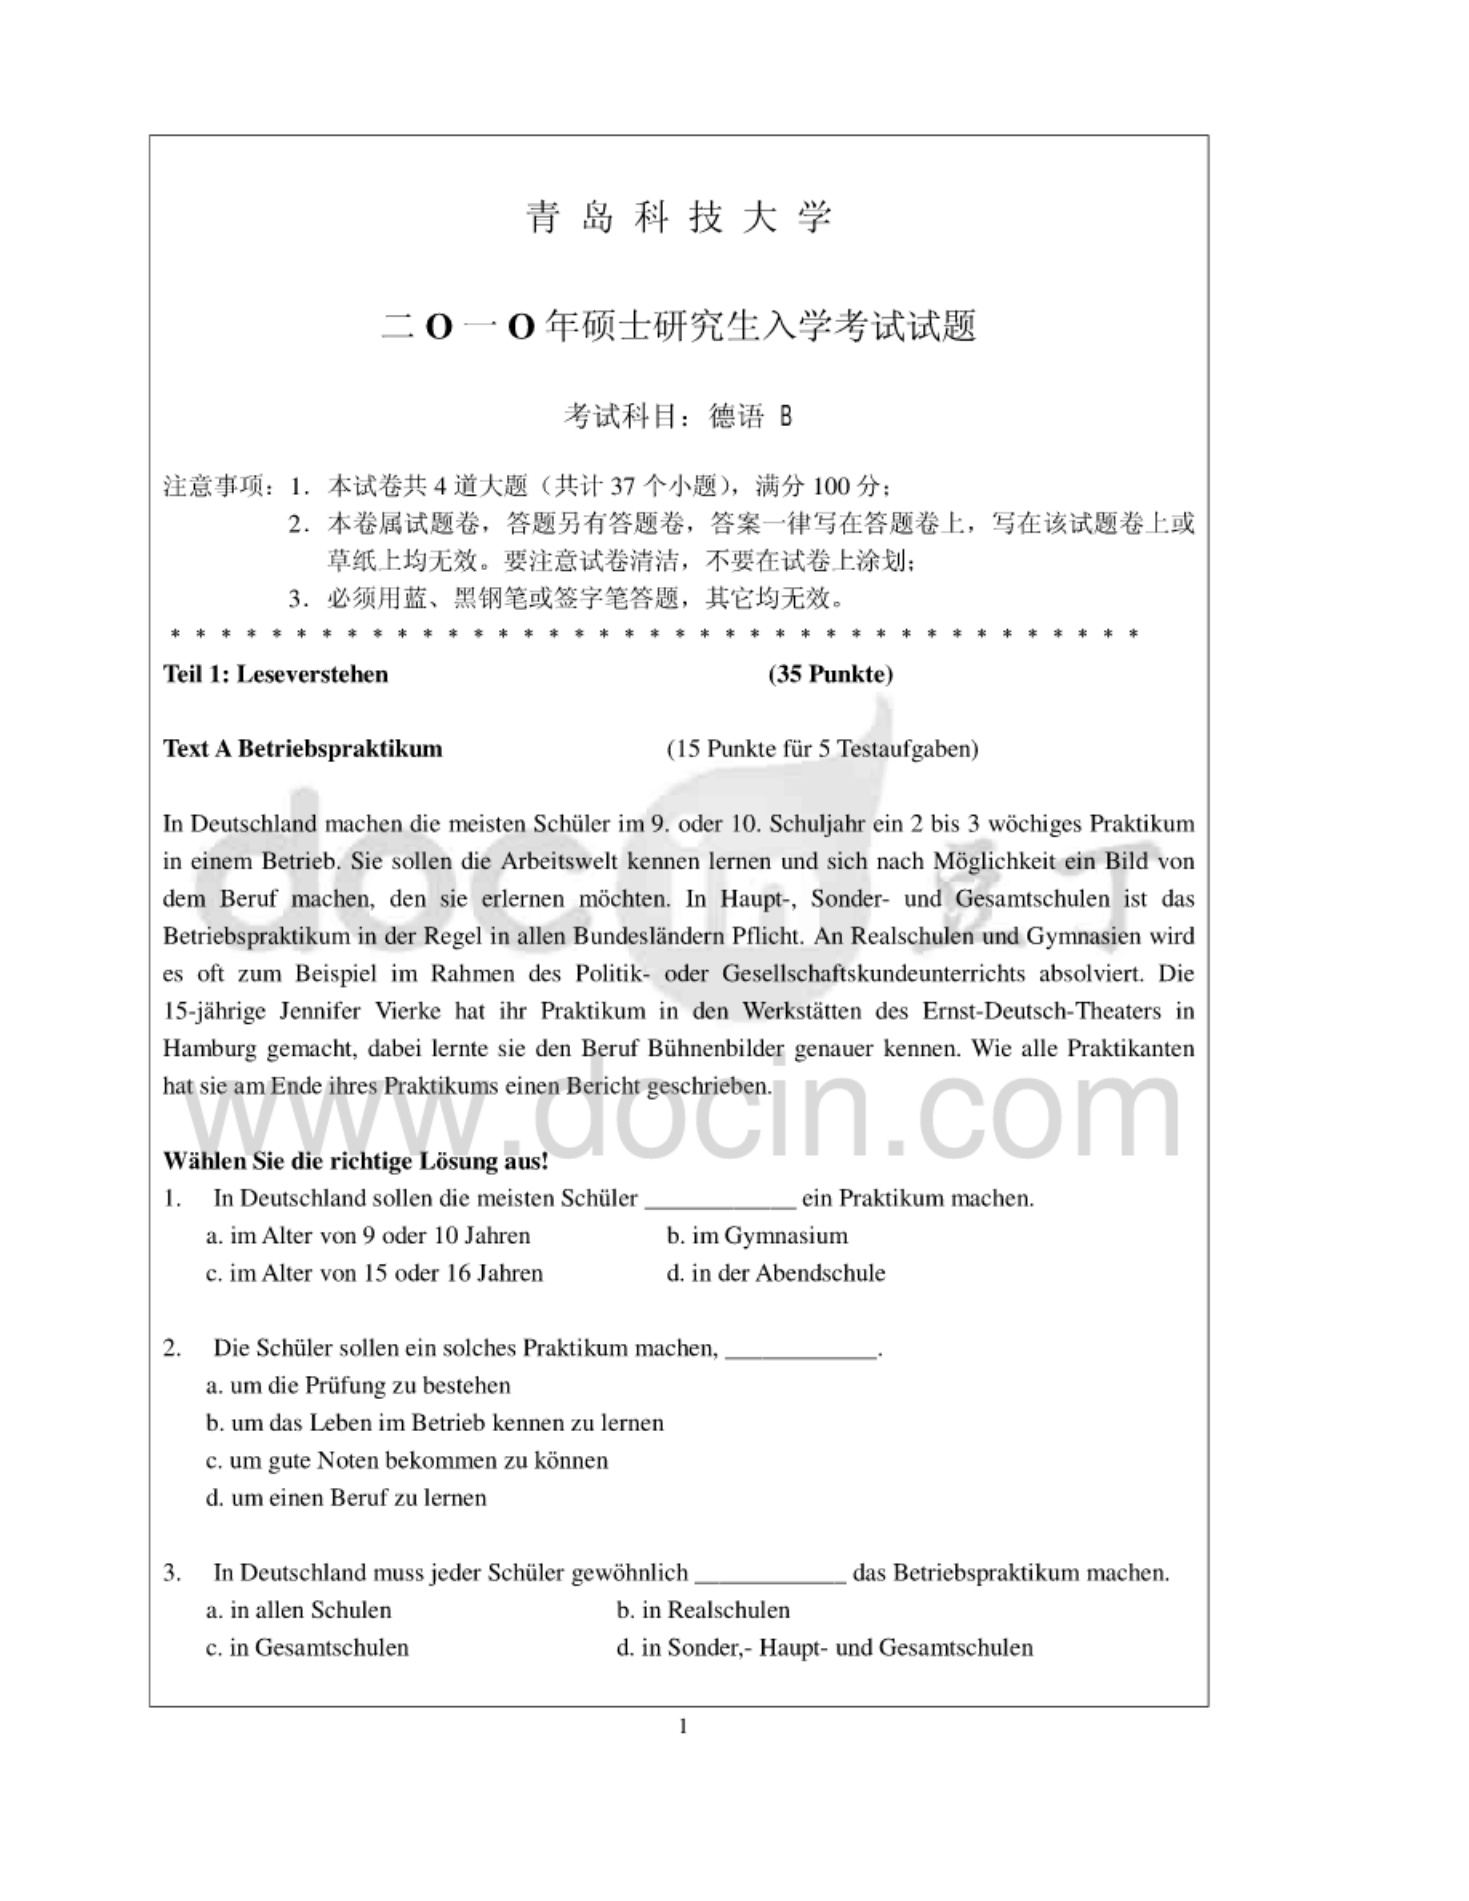 青 岛 科 技 大 学
二 O 一 O 年硕士研究生入学考试试题
考试科目：德语 B
注意事项：1．本试卷共 4 道大题（共计 37 个小题），满分 100 分；
2．本卷属试题卷，答题另有答题卷，答案一律写在答题卷上，写在该试题卷上或
草纸上均无效。要注意试卷清洁，不要在试卷上涂划；
3．必须用蓝、黑钢笔或签字笔答题，其它均无效。
* * * * * * * * * * * * * * * * * * * * * * * * * * * * * * * * * * * * * * *
Teil 1: Leseverstehen (35 Punkte)
Text A Betriebspraktikum (15 Punkte für 5 Testaufgaben)
In Deutschland machen die meisten Schüler im 9. oder 10. Schuljahr ein 2 bis 3 wöchiges Praktikum
in einem Betrieb. Sie sollen die Arbeitswelt kennen lernen und sich nach Möglichkeit ein Bild von
dem Beruf machen, den sie erlernen möchten. In Haupt-, Sonder- und Gesamtschulen ist das
Betriebspraktikum in der Regel in allen Bundesländern Pflicht. An Realschulen und Gymnasien wird
es oft zum Beispiel im Rahmen des Politik- oder Gesellschaftskundeunterrichts absolviert. Die
15-jährige Jennifer Vierke hat ihr Praktikum in den Werkstätten des Ernst-Deutsch-Theaters in
Hamburg gemacht, dabei lernte sie den Beruf Bühnenbilder genauer kennen. Wie alle Praktikanten
hat sie am Ende ihres Praktikums einen Bericht geschrieben.
docin 豆丁
www.docin.com
Wählen Sie die richtige Lösung aus!
1. In Deutschland sollen die meisten Schüler ____________ ein Praktikum machen.
a. im Alter von 9 oder 10 Jahren b. im Gymnasium
c. im Alter von 15 oder 16 Jahren d. in der Abendschule
2. Die Schüler sollen ein solches Praktikum machen, ____________.
a. um die Prüfung zu bestehen
b. um das Leben im Betrieb kennen zu lernen
c. um gute Noten bekommen zu können
d. um einen Beruf zu lernen
3. In Deutschland muss jeder Schüler gewöhnlich ____________ das Betriebspraktikum machen.
a. in allen Schulen b. in Realschulen
c. in Gesamtschulen d. in Sonder,- Haupt- und Gesamtschulen
1